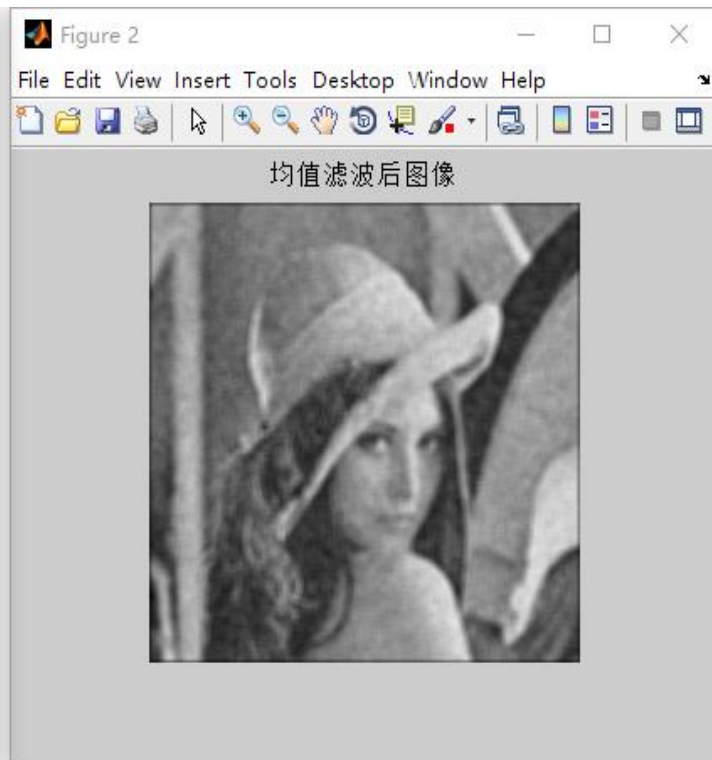 Figure 2
File Edit View Insert Tools Desktop Window Help
均值滤波后图像